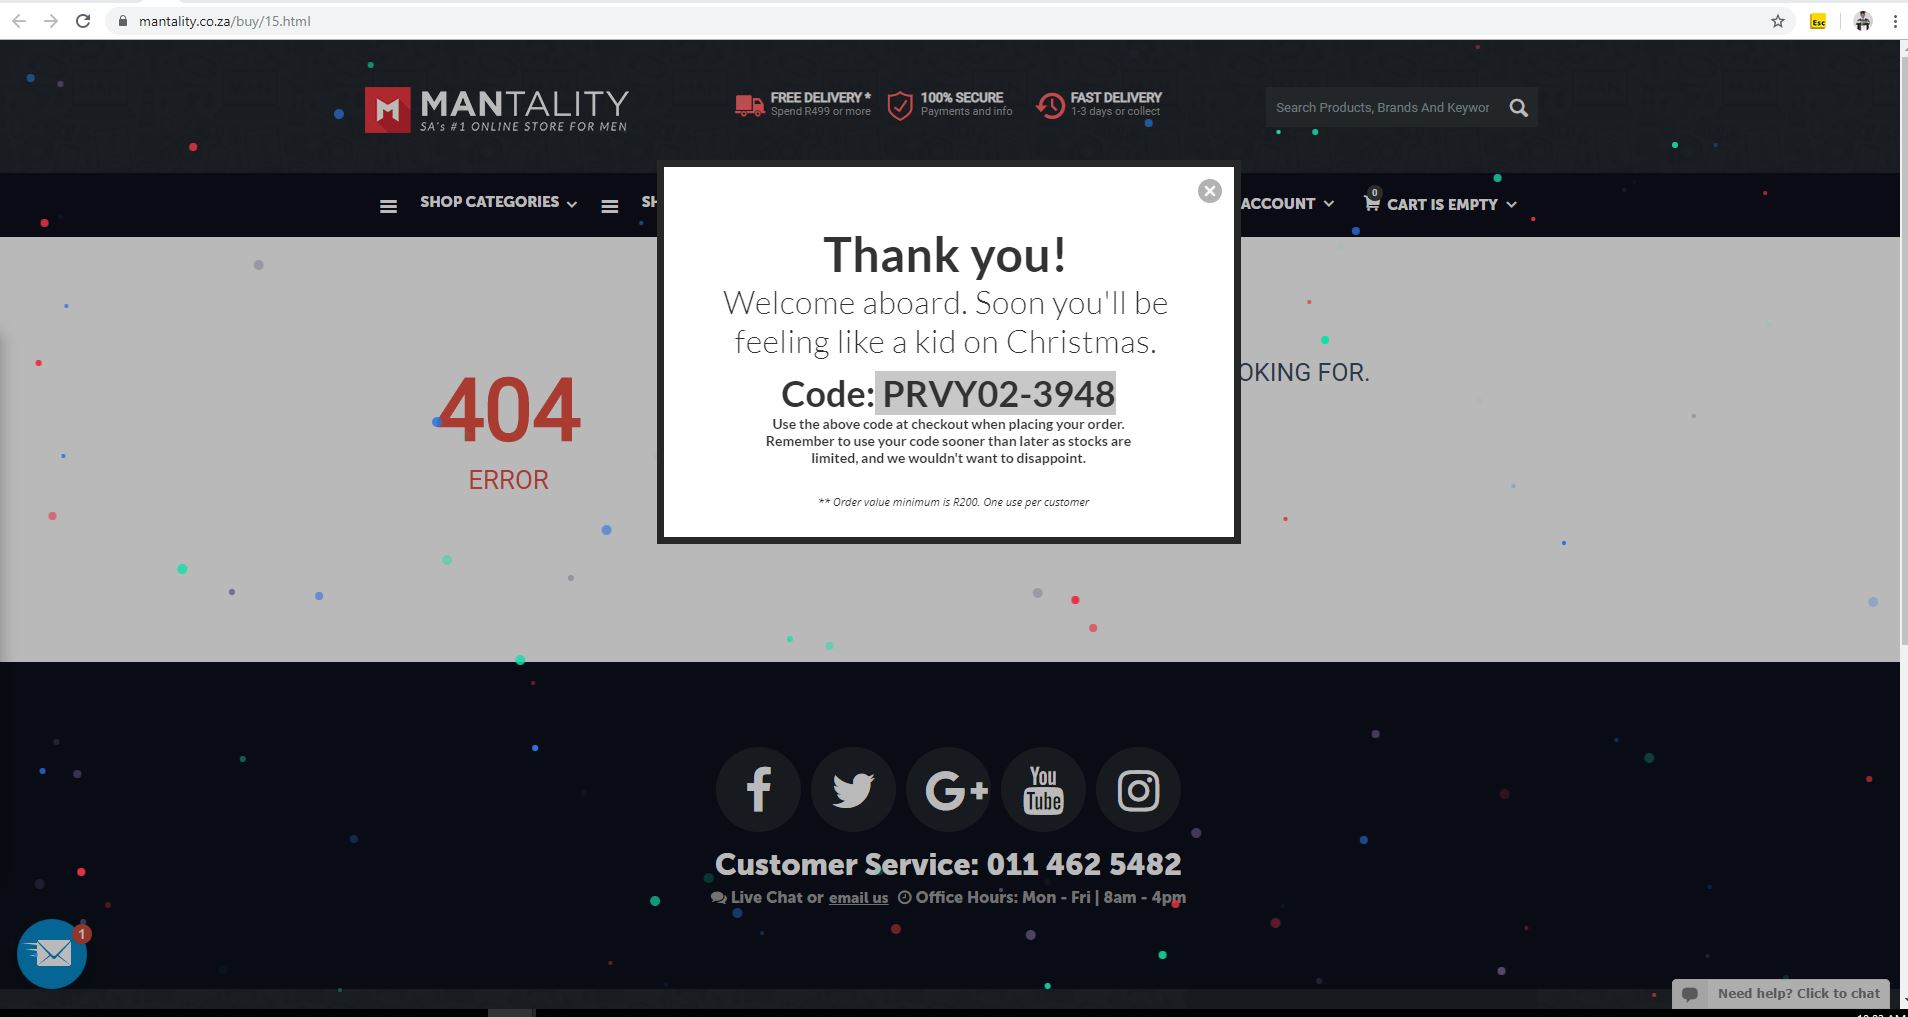 mantality.co.za/buy/15.html
Esc
MANTALITY
SA's #1 ONLINE STORE FOR MEN
FREE DELIVERY *
Spend R499 or more
100% SECURE
Payments and info
FAST DELIVERY
1-3 days or collect
Search Products, Brands And Keywor
SHOP CATEGORIES
SH
ACCOUNT
0
CART IS EMPTY
Thank you!
Welcome aboard. Soon you'll be
feeling like a kid on Christmas.
Code: PRVY02-3948
Use the above code at checkout when placing your order.
Remember to use your code sooner than later as stocks are
limited, and we wouldn't want to disappoint.
** Order value minimum is R200. One use per customer
404
ERROR
OKING FOR.
You
Tube
Customer Service: 011 462 5482
Live Chat or email us Office Hours: Mon - Fri | 8am - 4pm
1
Need help? Click to chat